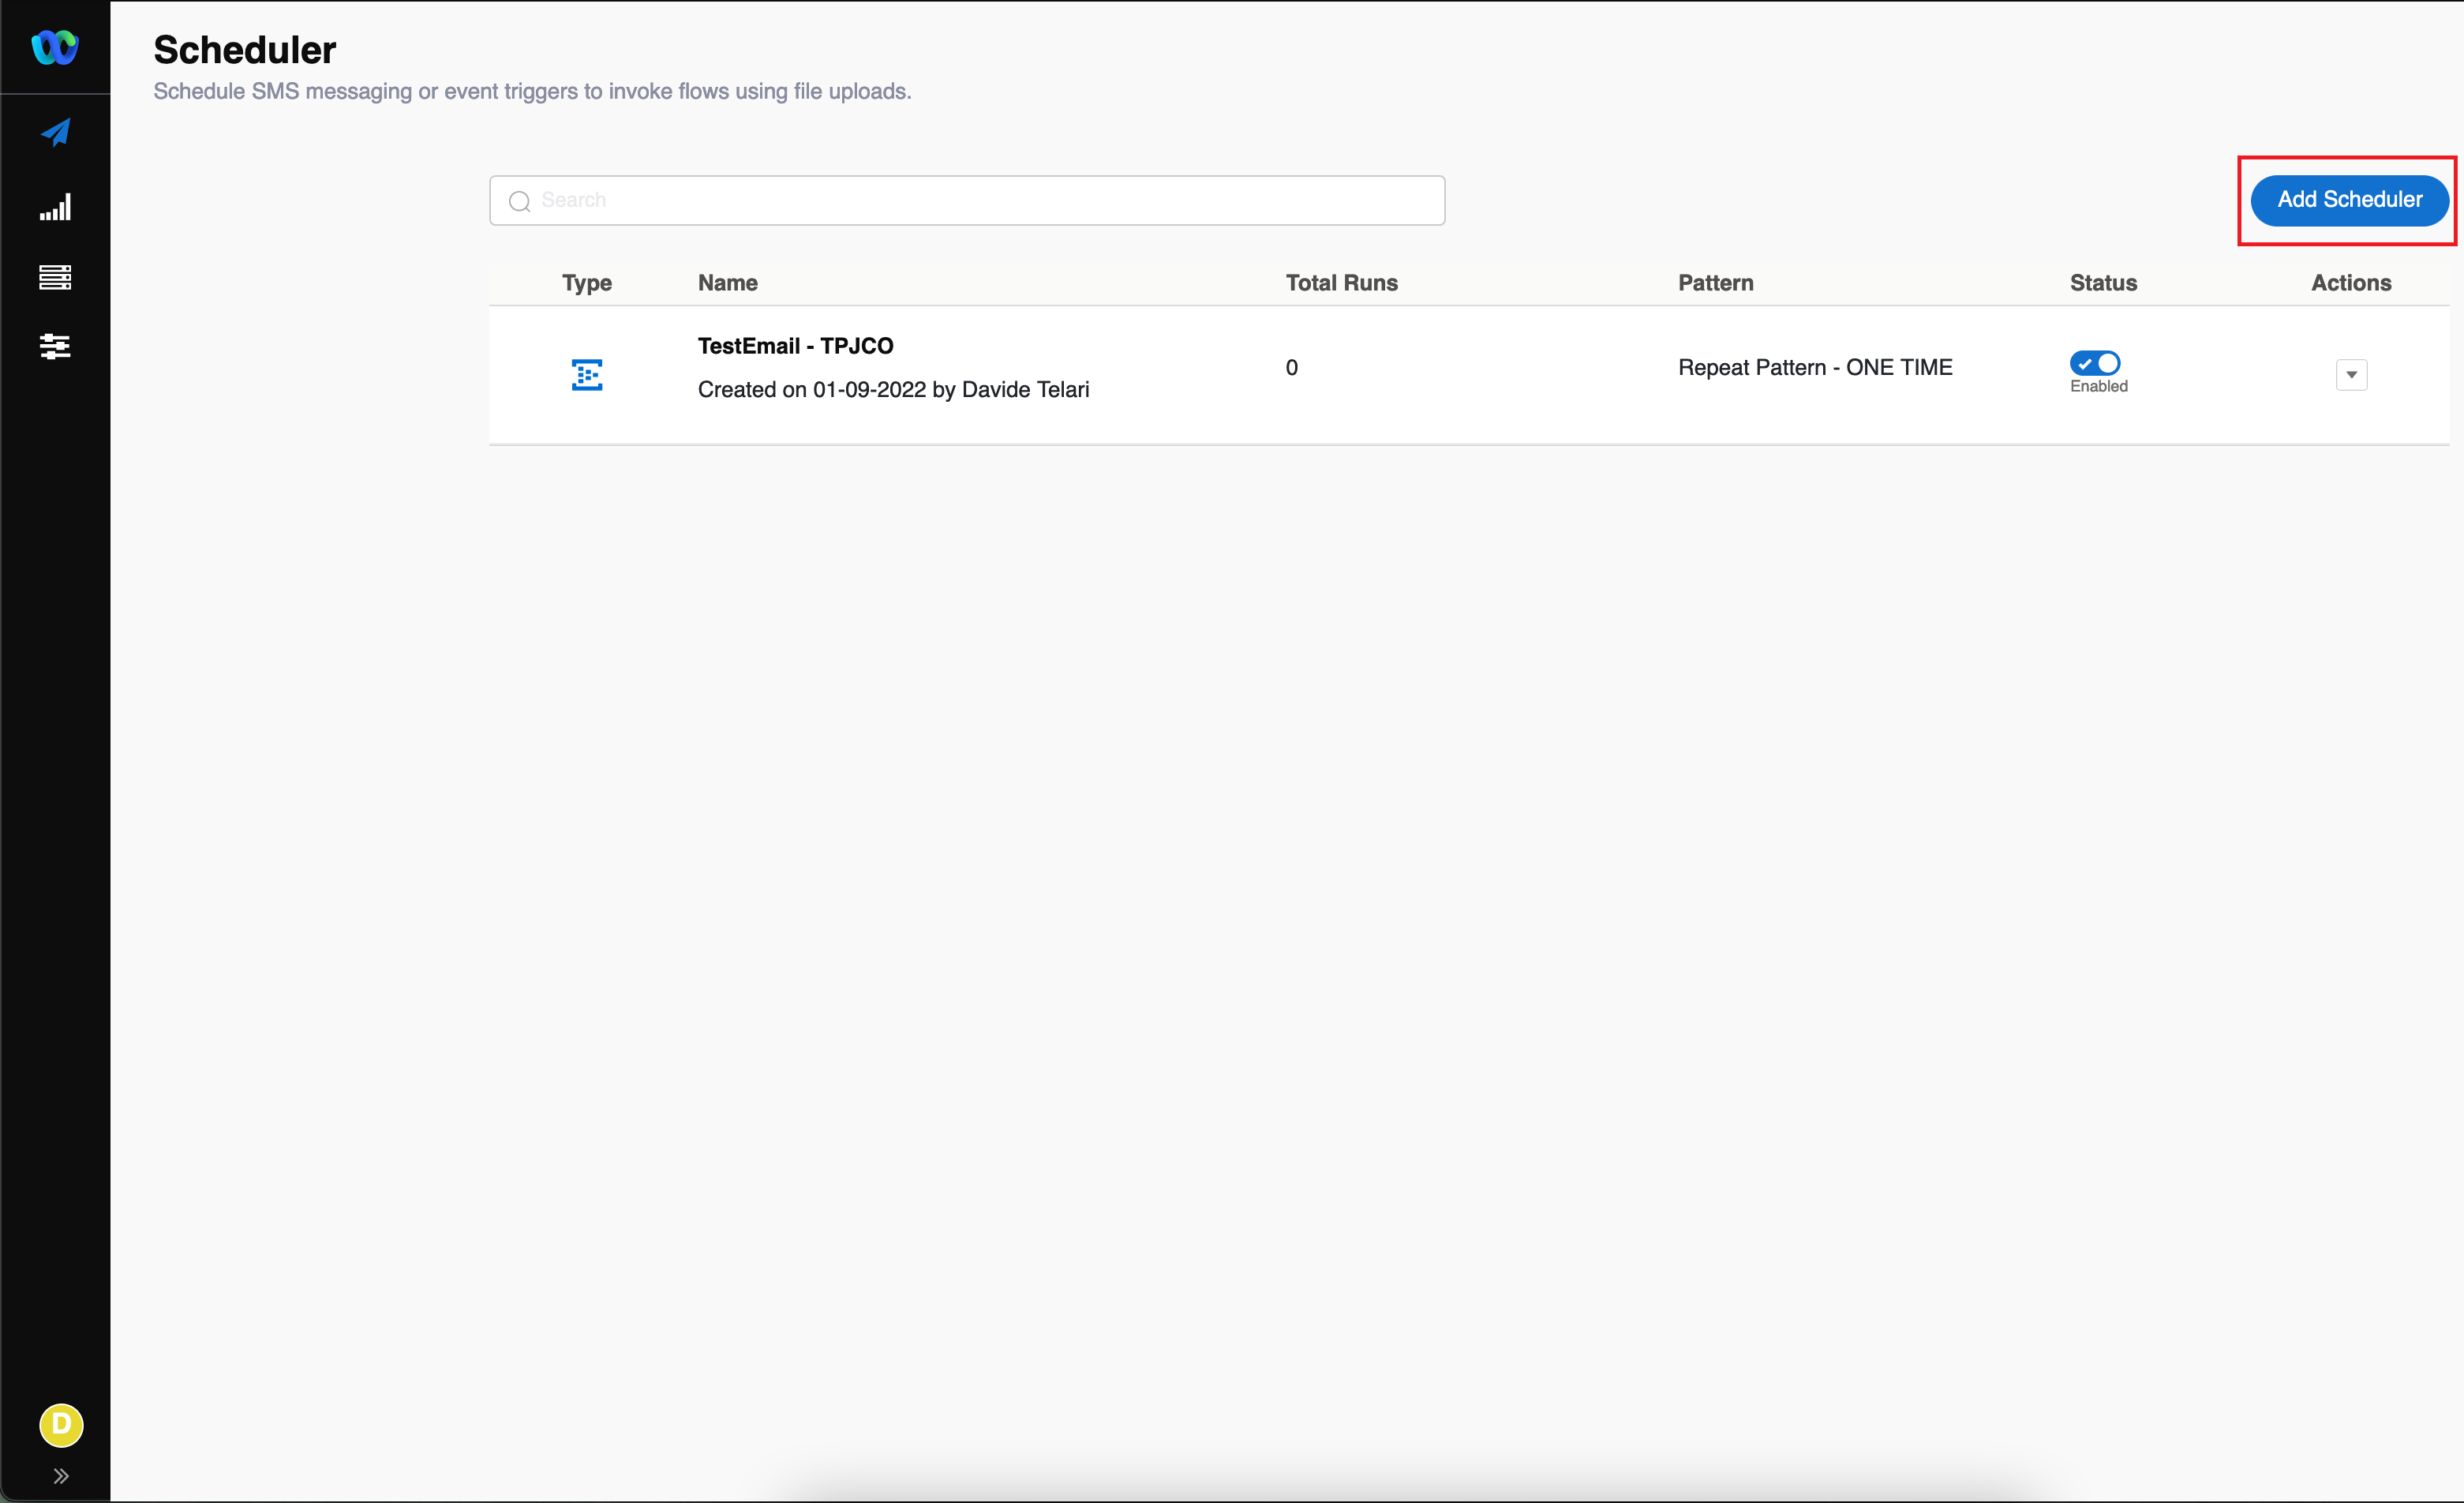 Scheduler
Schedule SMS messaging or event triggers to invoke flows using file uploads.
Search
Add Scheduler
Type Name Total Runs Pattern Status Actions
TestEmail - TPJCO
Created on 01-09-2022 by Davide Telari
0
Repeat Pattern - ONE TIME
Enabled
D